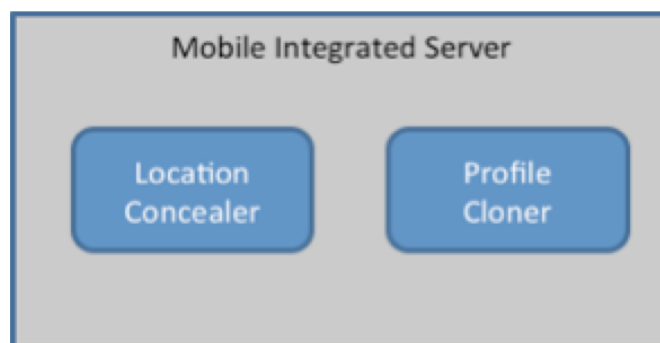 Mobile Integrated Server
Location
Concealer
Profile
Cloner